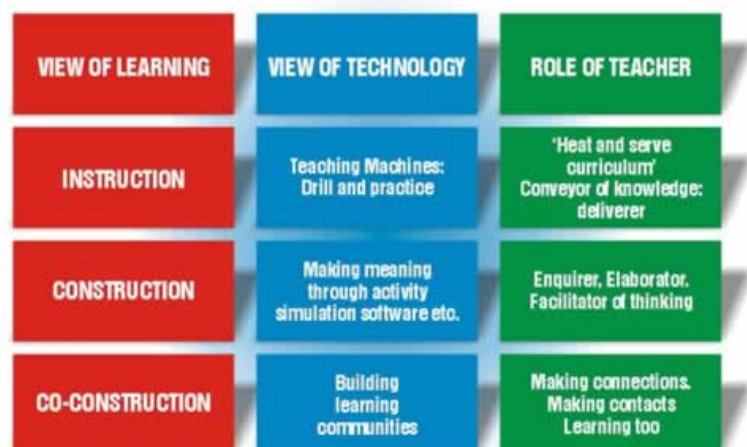 VIEW OF LEARNING
VIEW OF TECHNOLOGY
ROLE OF TEACHER
INSTRUCTION
Teaching Machines:
Drill and practice
'Heat and serve
curriculum'
Conveyor of knowledge:
deliverer
CONSTRUCTION
Making meaning
through activity
simulation software etc.
Enquirer, Elaborator.
Facilitator of thinking
CO-CONSTRUCTION
Building
learning
communities
Making connections.
Making contacts
Learning too